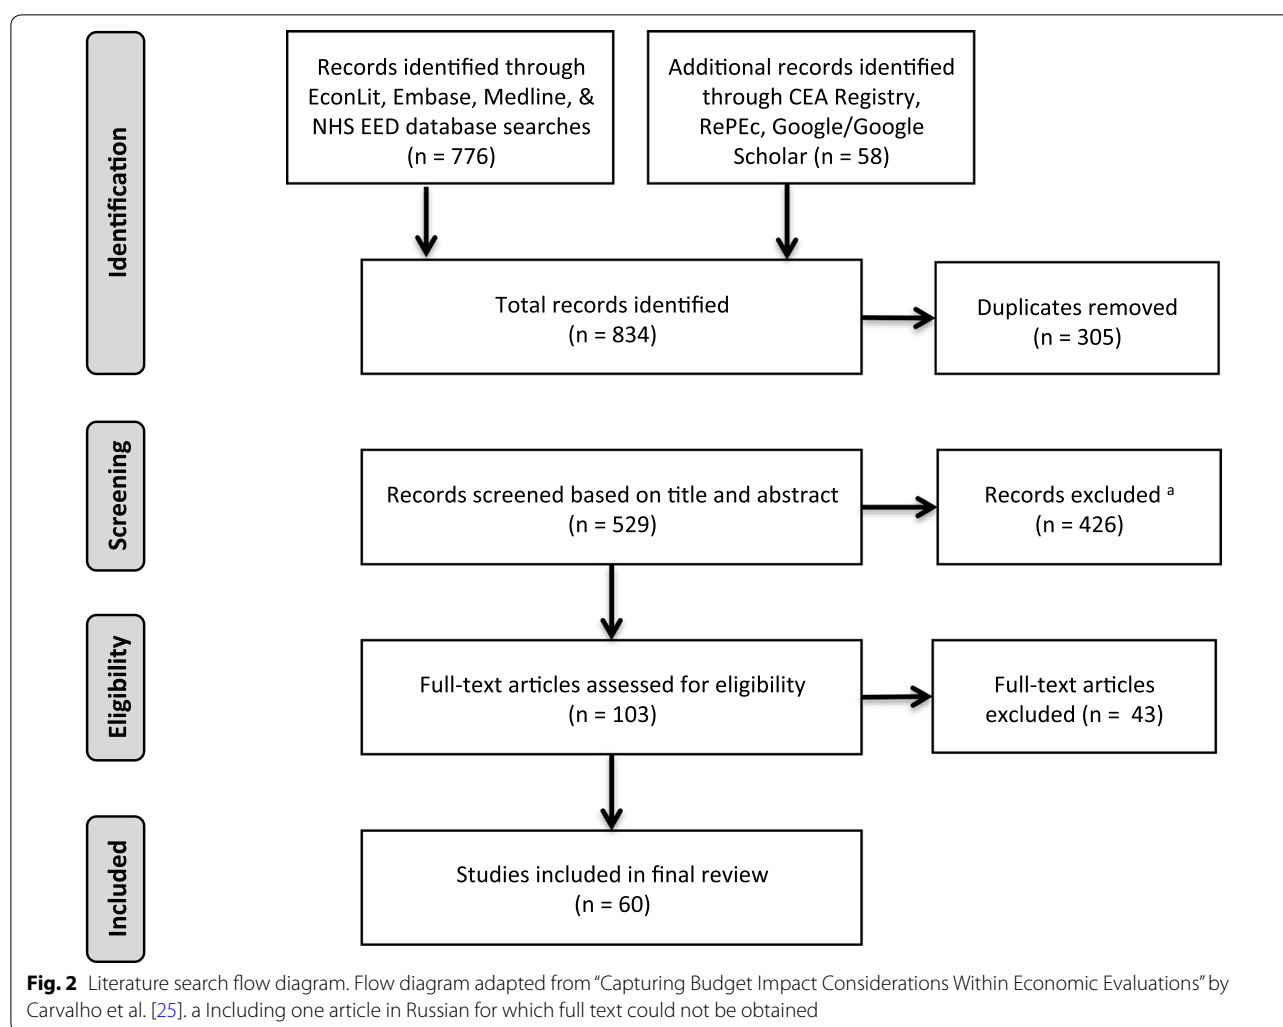 Identification
Records identified through
EconLit, Embase, Medline, &
NHS EED database searches
(n = 776)
Additional records identified
through CEA Registry,
RePEc, Google/Google
Scholar (n = 58)
Total records identified
(n = 834)
Duplicates removed
(n = 305)
Screening
Records screened based on title and abstract
(n = 529)
Records excluded a
(n = 426)
Eligibility
Full-text articles assessed for eligibility
(n = 103)
Full-text articles
excluded (n =  43)
Included
Studies included in final review
(n = 60)
Fig. 2 Literature search flow diagram. Flow diagram adapted from “Capturing Budget Impact Considerations Within Economic Evaluations” by
Carvalho et al. [25]. a Including one article in Russian for which full text could not be obtained